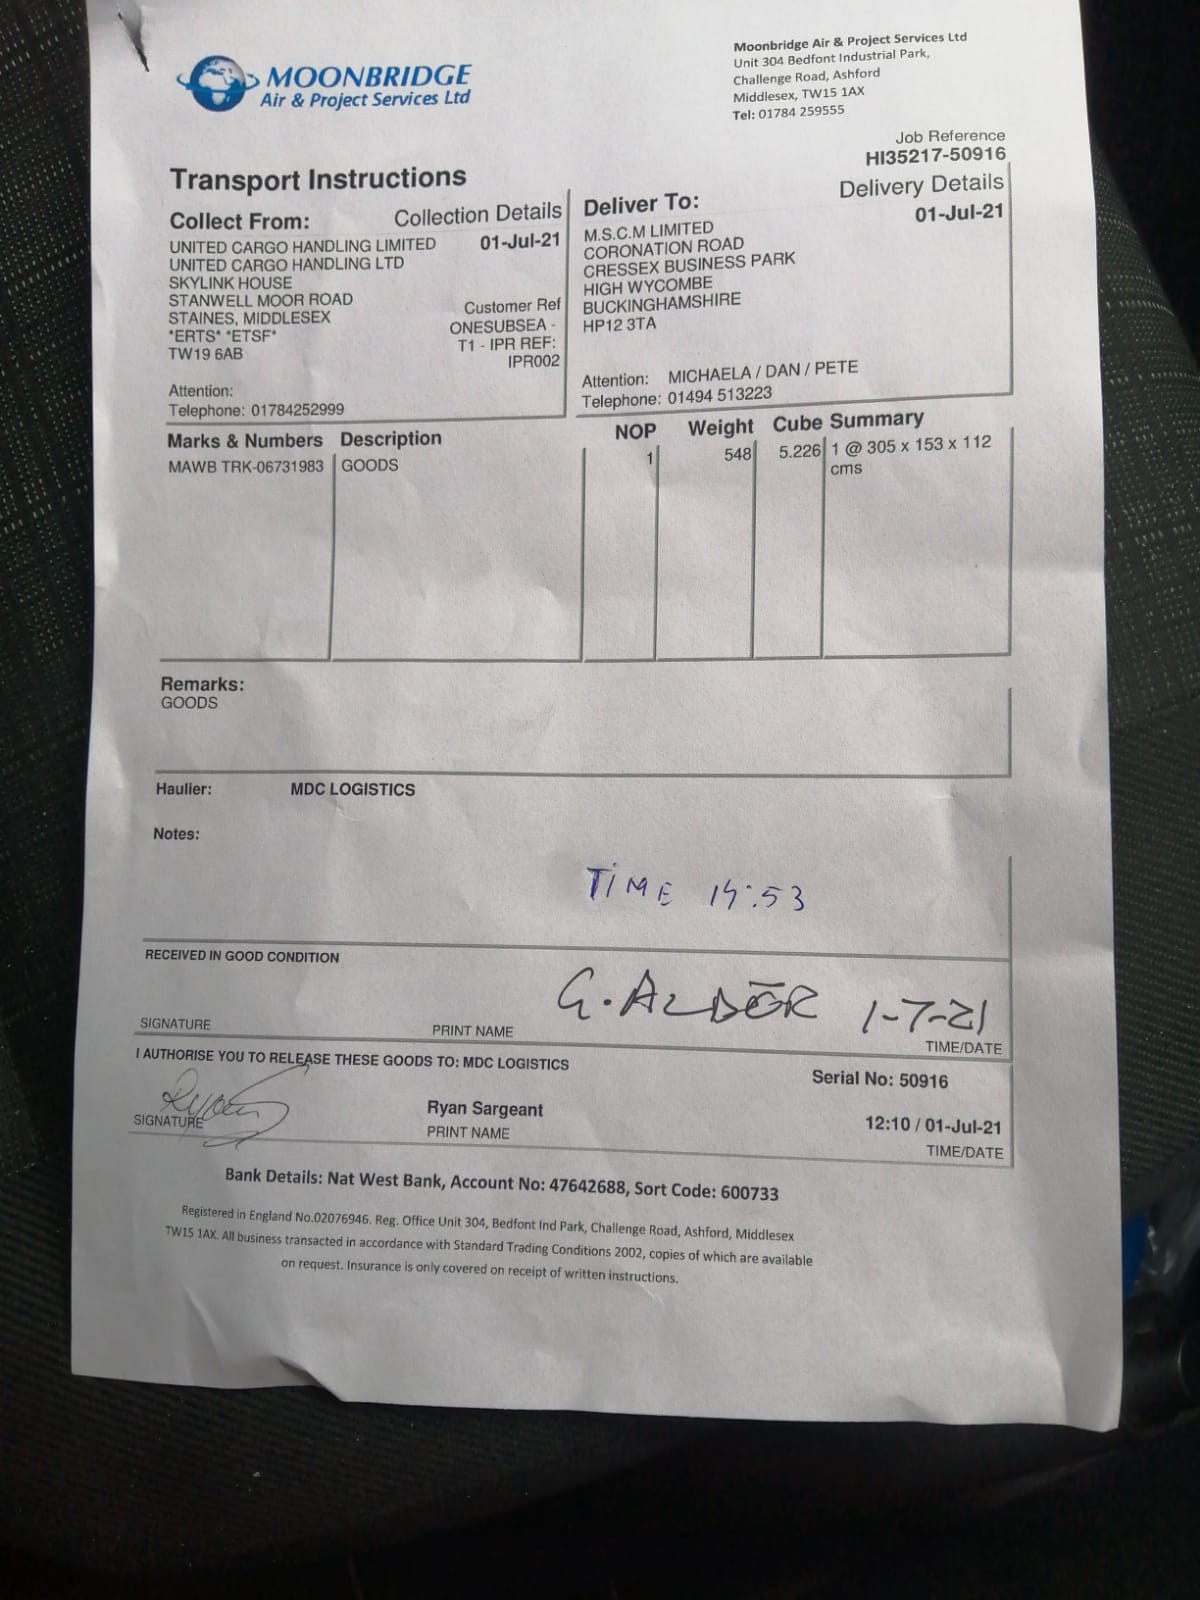 MOONBRIDGE
Air & Project Services Ltd
Moonbridge Air & Project Services Ltd
Unit 304 Bedfont Industrial Park,
Challenge Road, Ashford
Middlesex, TW15 1AX
Tel: 01784 259555
Job Reference
HI35217-50916
Transport Instructions
Collect From: Collection Details
01-Jul-21
UNITED CARGO HANDLING LIMITED
UNITED CARGO HANDLING LTD
SKYLINK HOUSE
STANWELL MOOR ROAD
STAINES, MIDDLESEX
*ERTS* *ETSF*
TW19 6AB
Customer Ref
ONESUBSEA -
T1 - IPR REF:
IPR002
Attention:
Telephone: 01784252999
Deliver To: Delivery Details
01-Jul-21
M.S.C.M LIMITED
CORONATION ROAD
CRESSEX BUSINESS PARK
HIGH WYCOMBE
BUCKINGHAMSHIRE
HP12 3TA
Attention: MICHAELA / DAN / PETE
Telephone: 01494 513223
Marks & Numbers Description NOP Weight Cube Summary
MAWB TRK-06731983 GOODS 1 548 5.226 1 @ 305 x 153 x 112
cms
Remarks:
GOODS
Haulier: MDC LOGISTICS
Notes:
TIME 14:53
RECEIVED IN GOOD CONDITION
G. ALDER 1-7-21
SIGNATURE PRINT NAME TIME/DATE
I AUTHORISE YOU TO RELEASE THESE GOODS TO: MDC LOGISTICS
Serial No: 50916
Ryan Sargeant 12:10 / 01-Jul-21
SIGNATURE PRINT NAME TIME/DATE
Bank Details: Nat West Bank, Account No: 47642688, Sort Code: 600733
Registered in England No.02076946. Reg. Office Unit 304, Bedfont Ind Park, Challenge Road, Ashford, Middlesex
TW15 1AX. All business transacted in accordance with Standard Trading Conditions 2002, copies of which are available
on request. Insurance is only covered on receipt of written instructions.